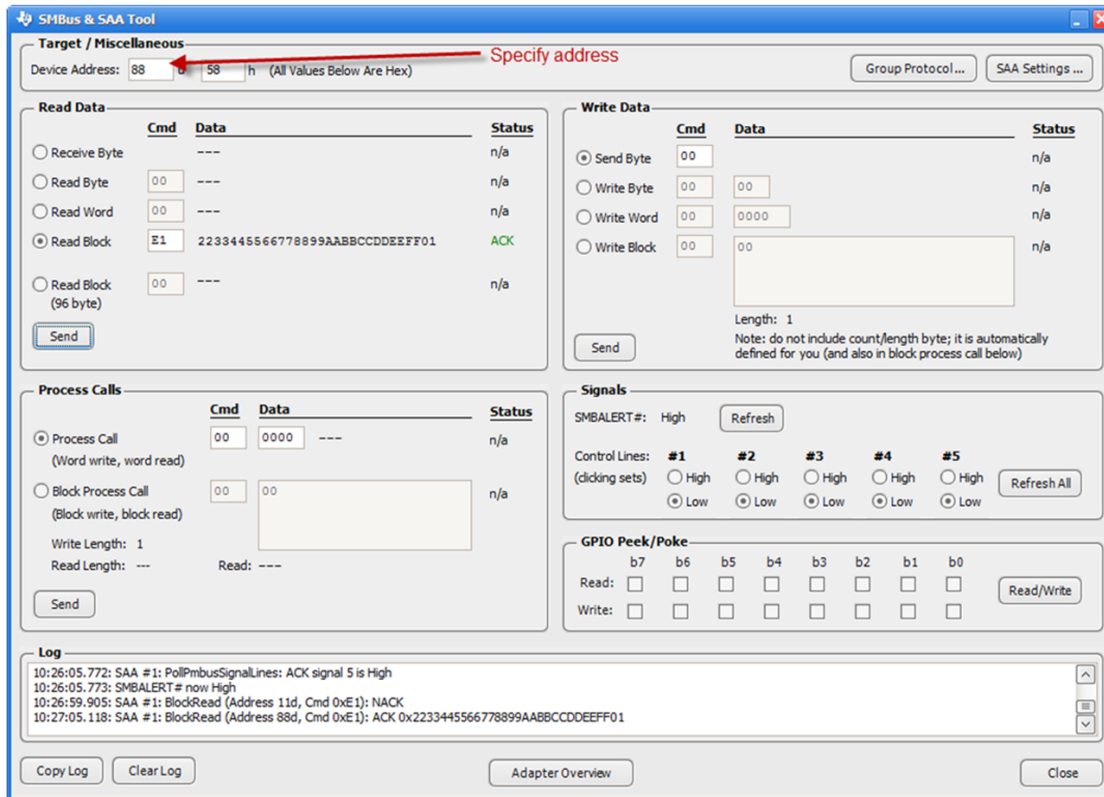 SMBus & SAA Tool
Target / Miscellaneous
Specify address
Device Address: 88 58 h (All Values Below Are Hex)
Group Protocol... SAA Settings ...
Read Data
Cmd Data Status
Receive Byte --- n/a
Read Byte 00 --- n/a
Read Word 00 --- n/a
Read Block E1 2233445566778899AABBCCDDEEFF01 ACK
Read Block 00 --- n/a
(96 byte)
Send
Write Data
Cmd Data Status
Send Byte 00 n/a
Write Byte 00 00 n/a
Write Word 00 0000 n/a
Write Block 00 00 n/a
Length: 1
Note: do not include count/length byte; it is automatically
defined for you (and also in block process call below)
Send
Process Calls
Cmd Data Status
Process Call 00 0000 --- n/a
(Word write, word read)
Block Process Call 00 00 n/a
(Block write, block read)
Write Length: 1
Read Length: --- Read: ---
Send
Signals
SMBALERT#: High Refresh
Control Lines: #1 #2 #3 #4 #5
(clicking sets) High High High High High
Low Low Low Low Low
Refresh All
GPIO Peek/Poke
b7 b6 b5 b4 b3 b2 b1 b0
Read:
Write:
Read/Write
Log
10:26:05.772: SAA #1: PollPmbusSignalLines: ACK signal 5 is High
10:26:05.773: SMBALERT# now High
10:26:59.905: SAA #1: BlockRead (Address 11d, Cmd 0xE1): NACK
10:27:05.118: SAA #1: BlockRead (Address 88d, Cmd 0xE1): ACK 0x2233445566778899AABBCCDDEEFF01
Copy Log Clear Log Adapter Overview Close